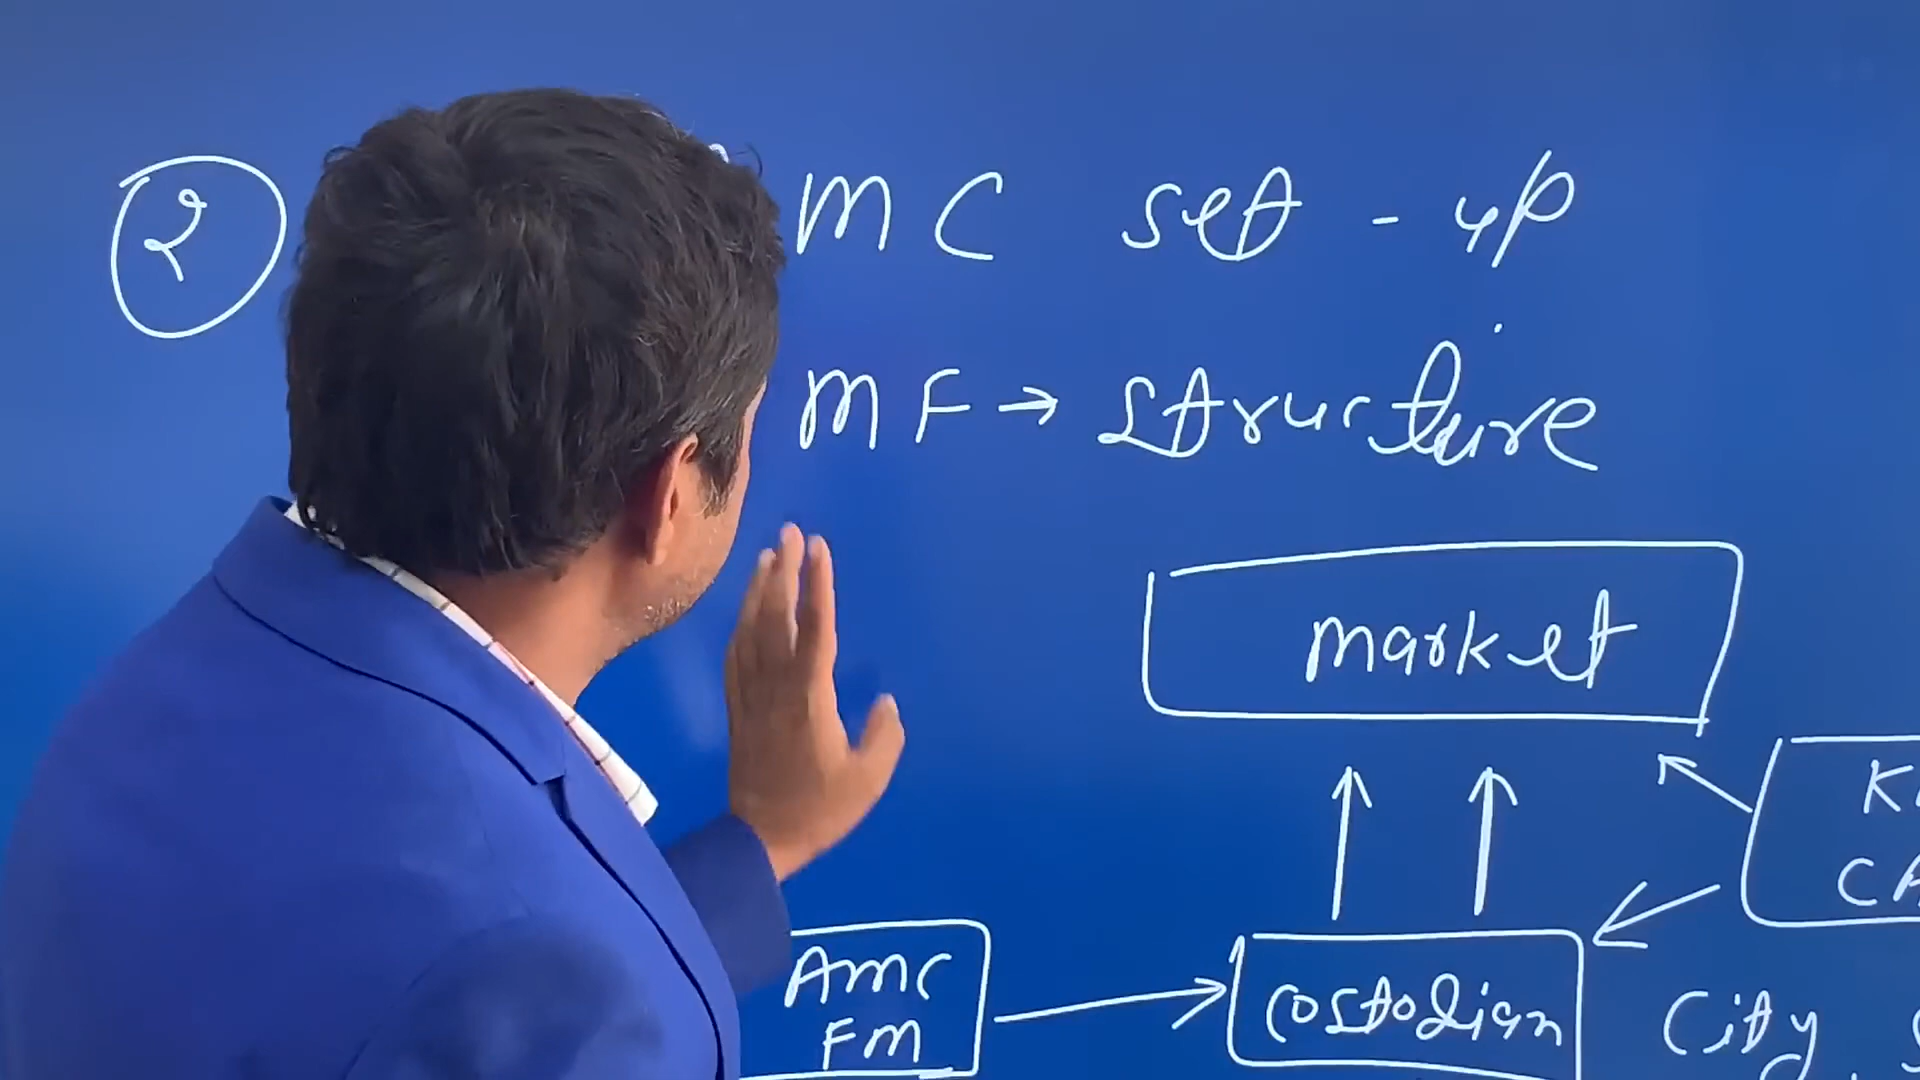 २
MC set-up
MF → structure
market
AMC
FM
custodian
City